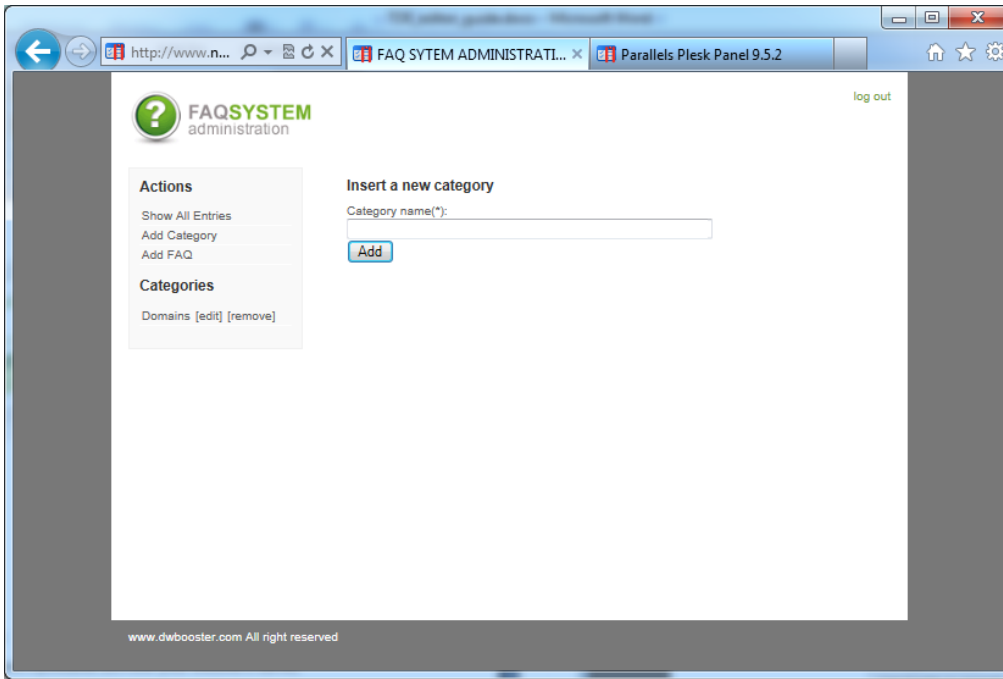 http://www.n...
FAQ SYTEM ADMINISTRATI...
Parallels Plesk Panel 9.5.2
log out
FAQSYSTEM
administration
Actions
Show All Entries
Add Category
Add FAQ
Categories
Domains [edit] [remove]
Insert a new category
Category name(*):
Add
www.dwbooster.com All right reserved